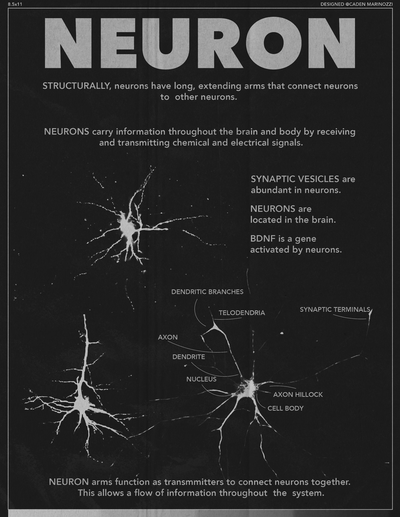 8.5x11
DESIGNED @CADEN MARINOZZI
NEURON
STRUCTURALLY, neurons have long, extending arms that connect neurons
to other neurons.
NEURONS carry information throughout the brain and body by receiving
and transmitting chemical and electrical signals.
SYNAPTIC VESICLES are
abundant in neurons.
NEURONS are
located in the brain.
BDNF is a gene
activated by neurons.
DENDRITIC BRANCHES
TELODENDRIA
SYNAPTIC TERMINALS
AXON
DENDRITE
NUCLEUS
AXON HILLOCK
CELL BODY
NEURON arms function as transmmitters to connect neurons together.
This allows a flow of information throughout the system.